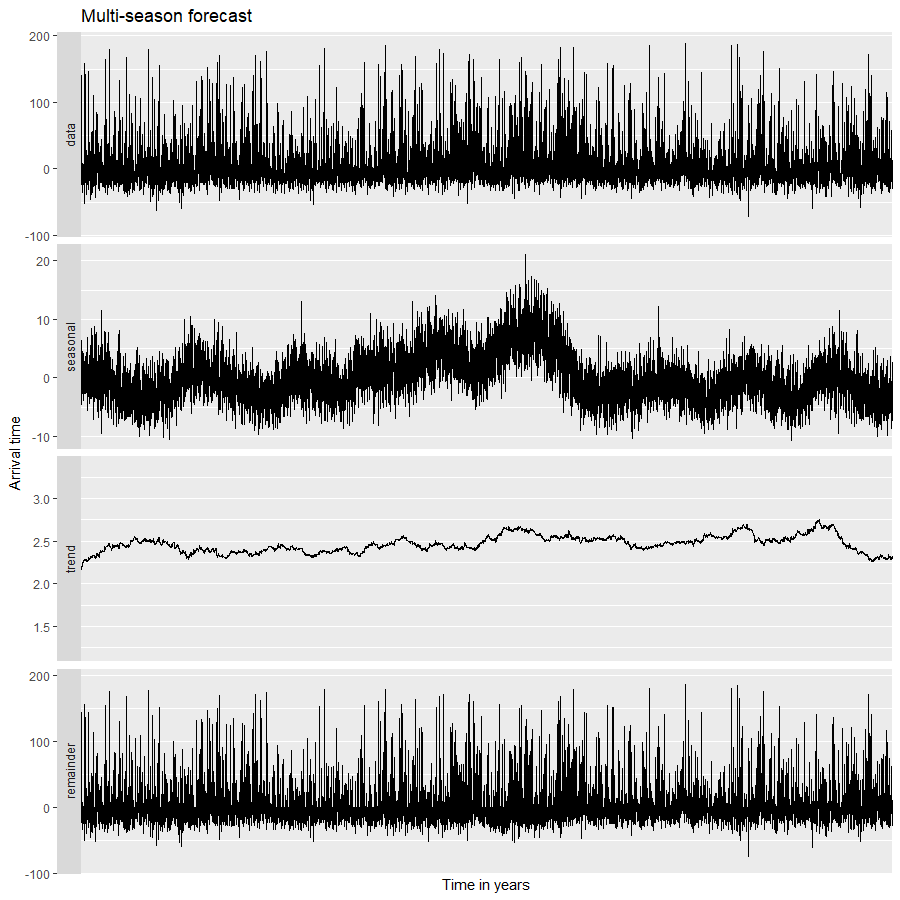 Multi-season forecast
200
100
0
-100
data
20
10
0
-10
seasonal
3.0
2.5
2.0
1.5
trend
200
100
0
-100
remainder
Arrival time
Time in years